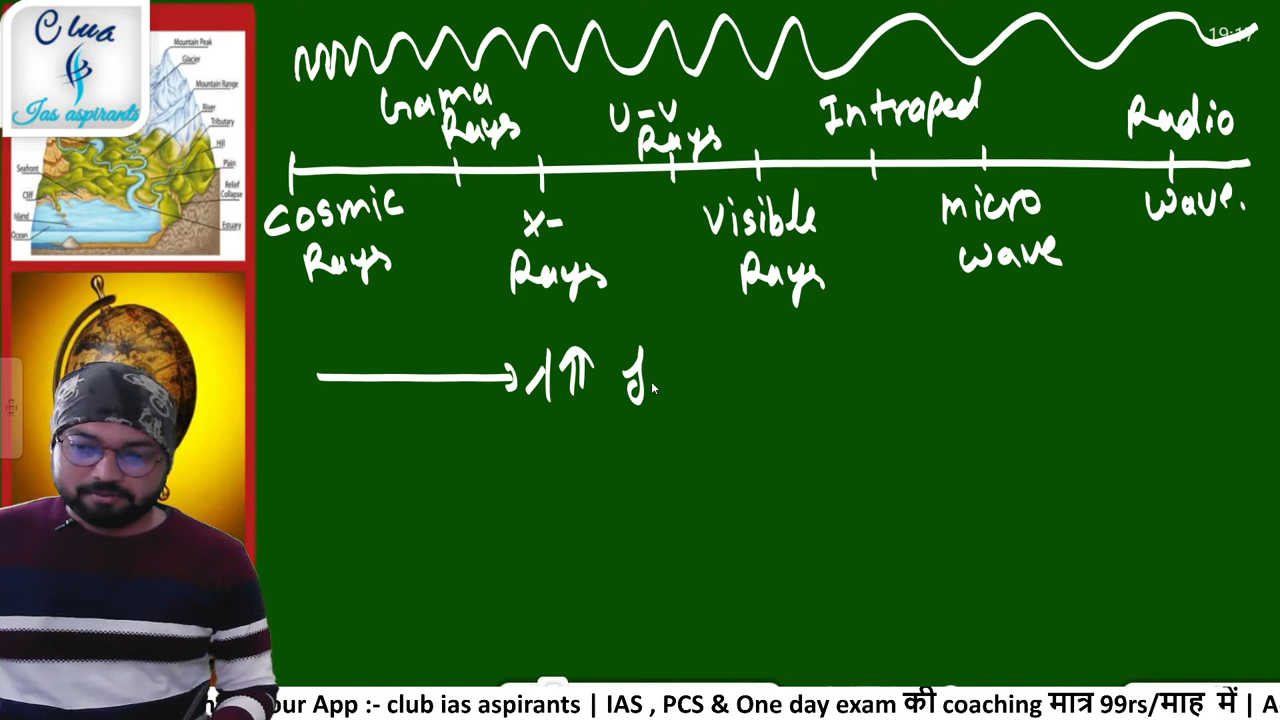 Club
Ias aspirants
Mountain Peak
Glacier
Mountain Range
River
Tributary
Hill
Plain
Relief
Collapse
Estuary
Seafront
Cliff
Island
Ocean
19:17
Gama
Rays
U-V
Rays
Intraped
Radio
wave.
Cosmic
Rays
X-
Rays
Visible
Rays
micro
wave
λ⇑ f
our App :- club ias aspirants | IAS , PCS & One day exam की coaching मात्र 99rs/माह में | A